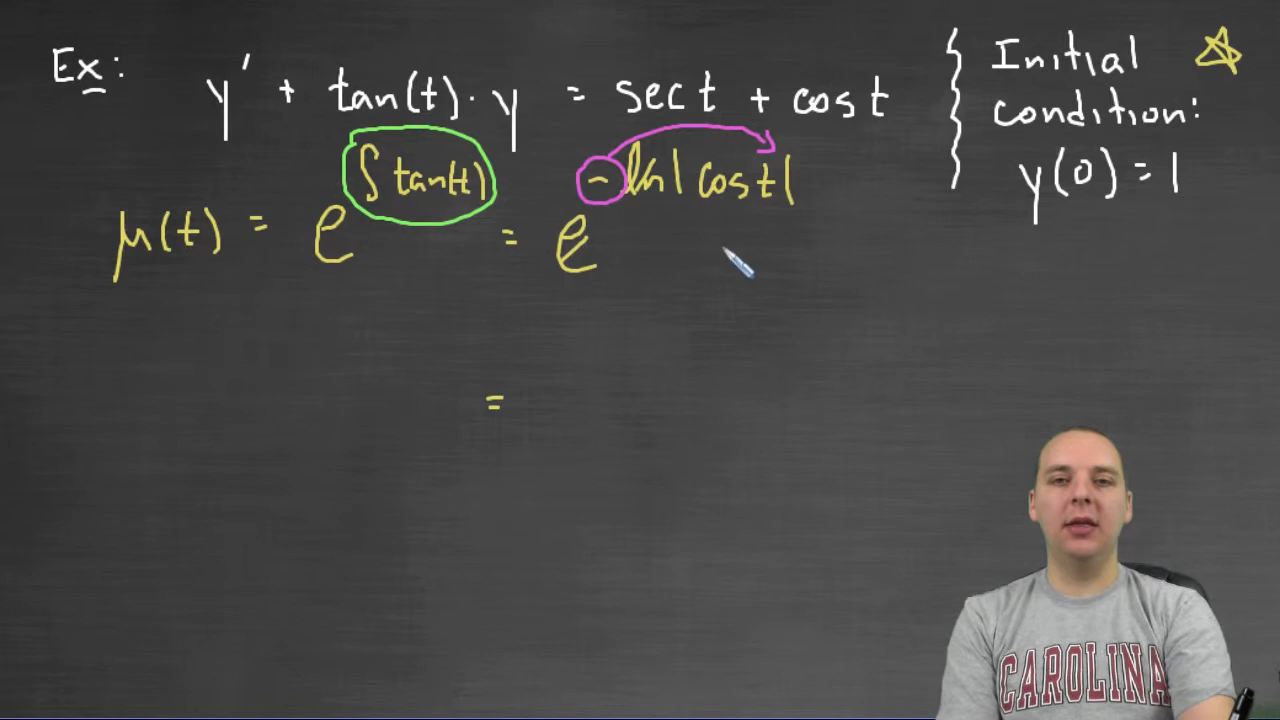 Ex: y' + tan(t) · y = sec t + cos t
Initial
condition:
y(0) = 1
μ(t) = e^∫ tan(t) = e^-ln|cos t|
=
CAROLINA